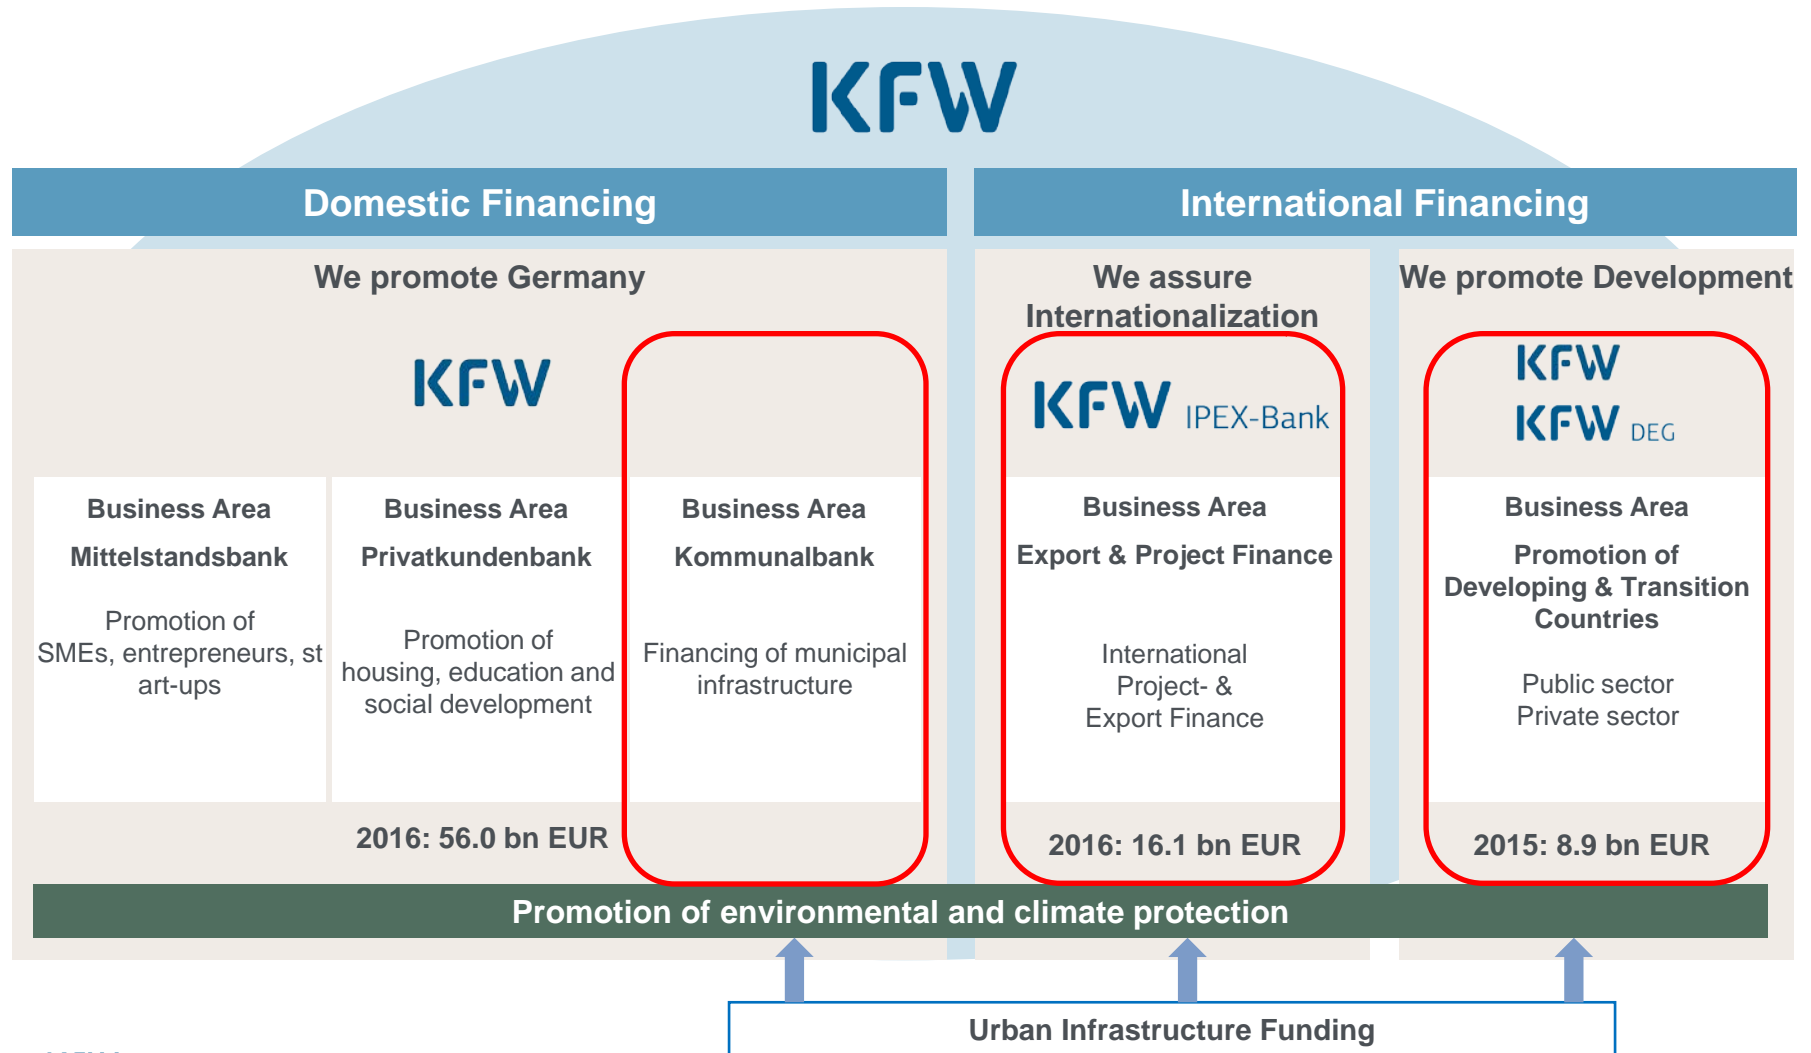 KFW
Domestic Financing
International Financing
We promote Germany
KFW
Business Area
Mittelstandsbank
Promotion of
SMEs, entrepreneurs, st
art-ups
Business Area
Privatkundenbank
Promotion of
housing, education and
social development
Business Area
Kommunalbank
Financing of municipal
infrastructure
2016: 56.0 bn EUR
We assure
Internationalization
KFW IPEX-Bank
Business Area
Export & Project Finance
International
Project- &
Export Finance
2016: 16.1 bn EUR
We promote Development
KFW
KFW DEG
Business Area
Promotion of
Developing & Transition
Countries
Public sector
Private sector
2015: 8.9 bn EUR
Promotion of environmental and climate protection
Urban Infrastructure Funding